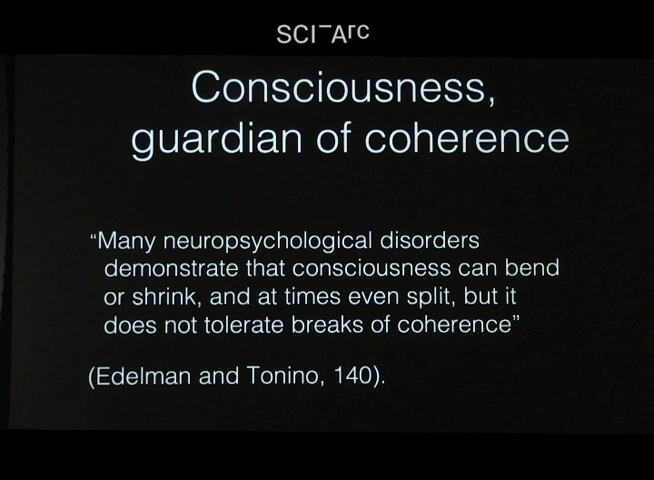 SCI-Arc
Consciousness,
guardian of coherence
“Many neuropsychological disorders
demonstrate that consciousness can bend
or shrink, and at times even split, but it
does not tolerate breaks of coherence”
(Edelman and Tonino, 140).